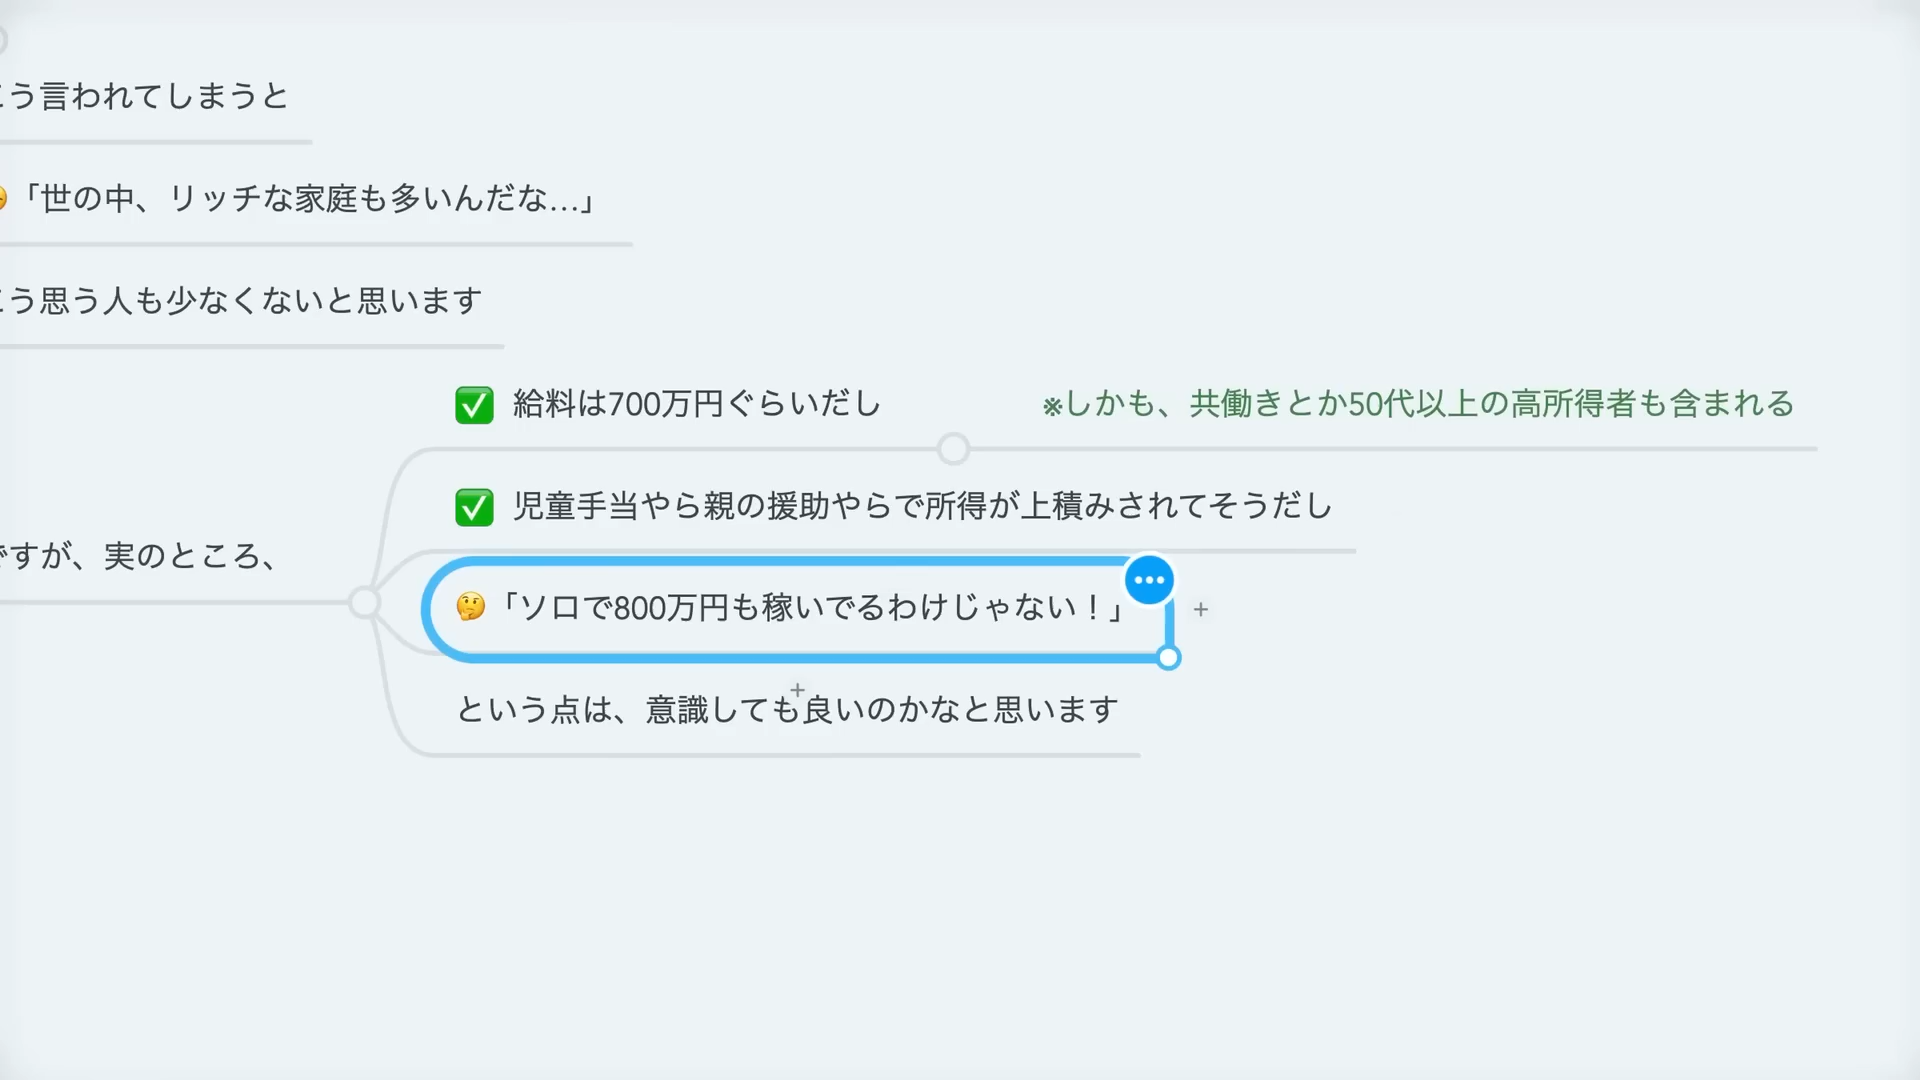 う言われてしまうと
「世の中、リッチな家庭も多いんだな…」
う思う人も少なくないと思います
✅ 給料は700万円ぐらいだし ※しかも、共働きとか50代以上の高所得者も含まれる
✅ 児童手当やら親の援助やらで所得が上積みされてそうだし
ですが、実のところ、
🤔「ソロで800万円も稼いでるわけじゃない！」
という点は、意識しても良いのかなと思います